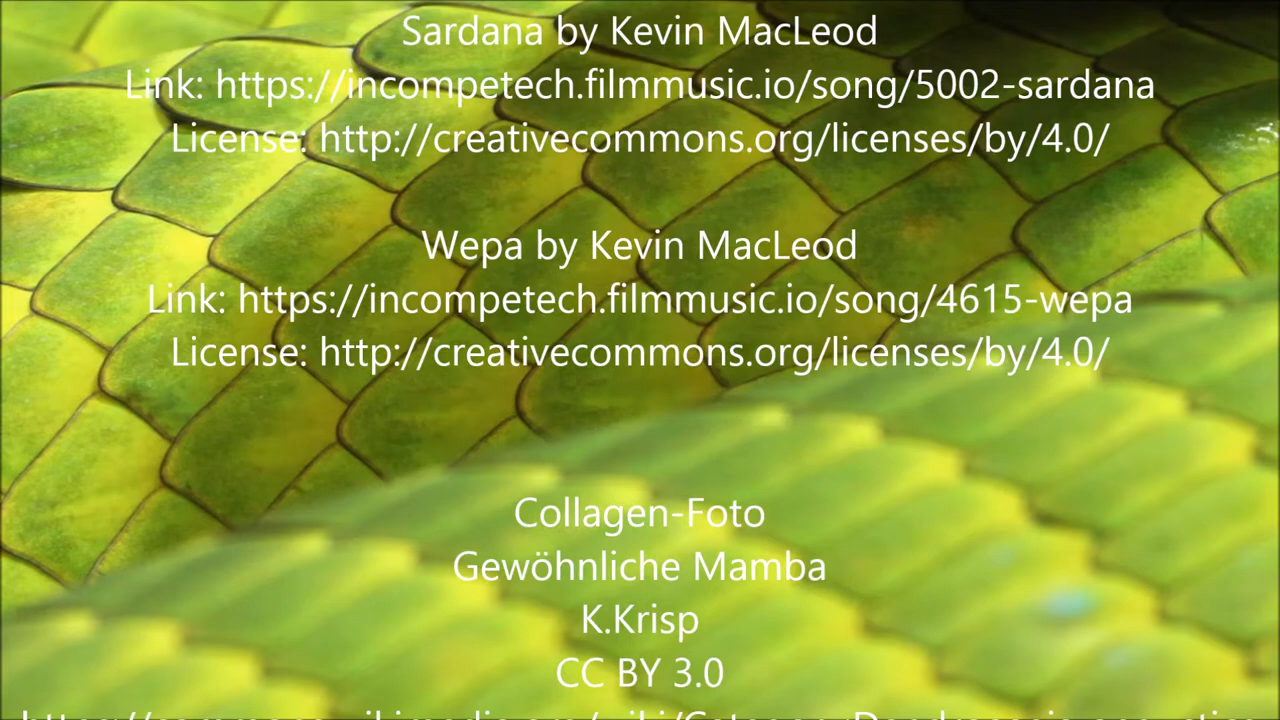 Sardana by Kevin MacLeod
Link: https://incompetech.filmmusic.io/song/5002-sardana
License: http://creativecommons.org/licenses/by/4.0/
Wepa by Kevin MacLeod
Link: https://incompetech.filmmusic.io/song/4615-wepa
License: http://creativecommons.org/licenses/by/4.0/
Collagen-Foto
Gewöhnliche Mamba
K.Krisp
CC BY 3.0